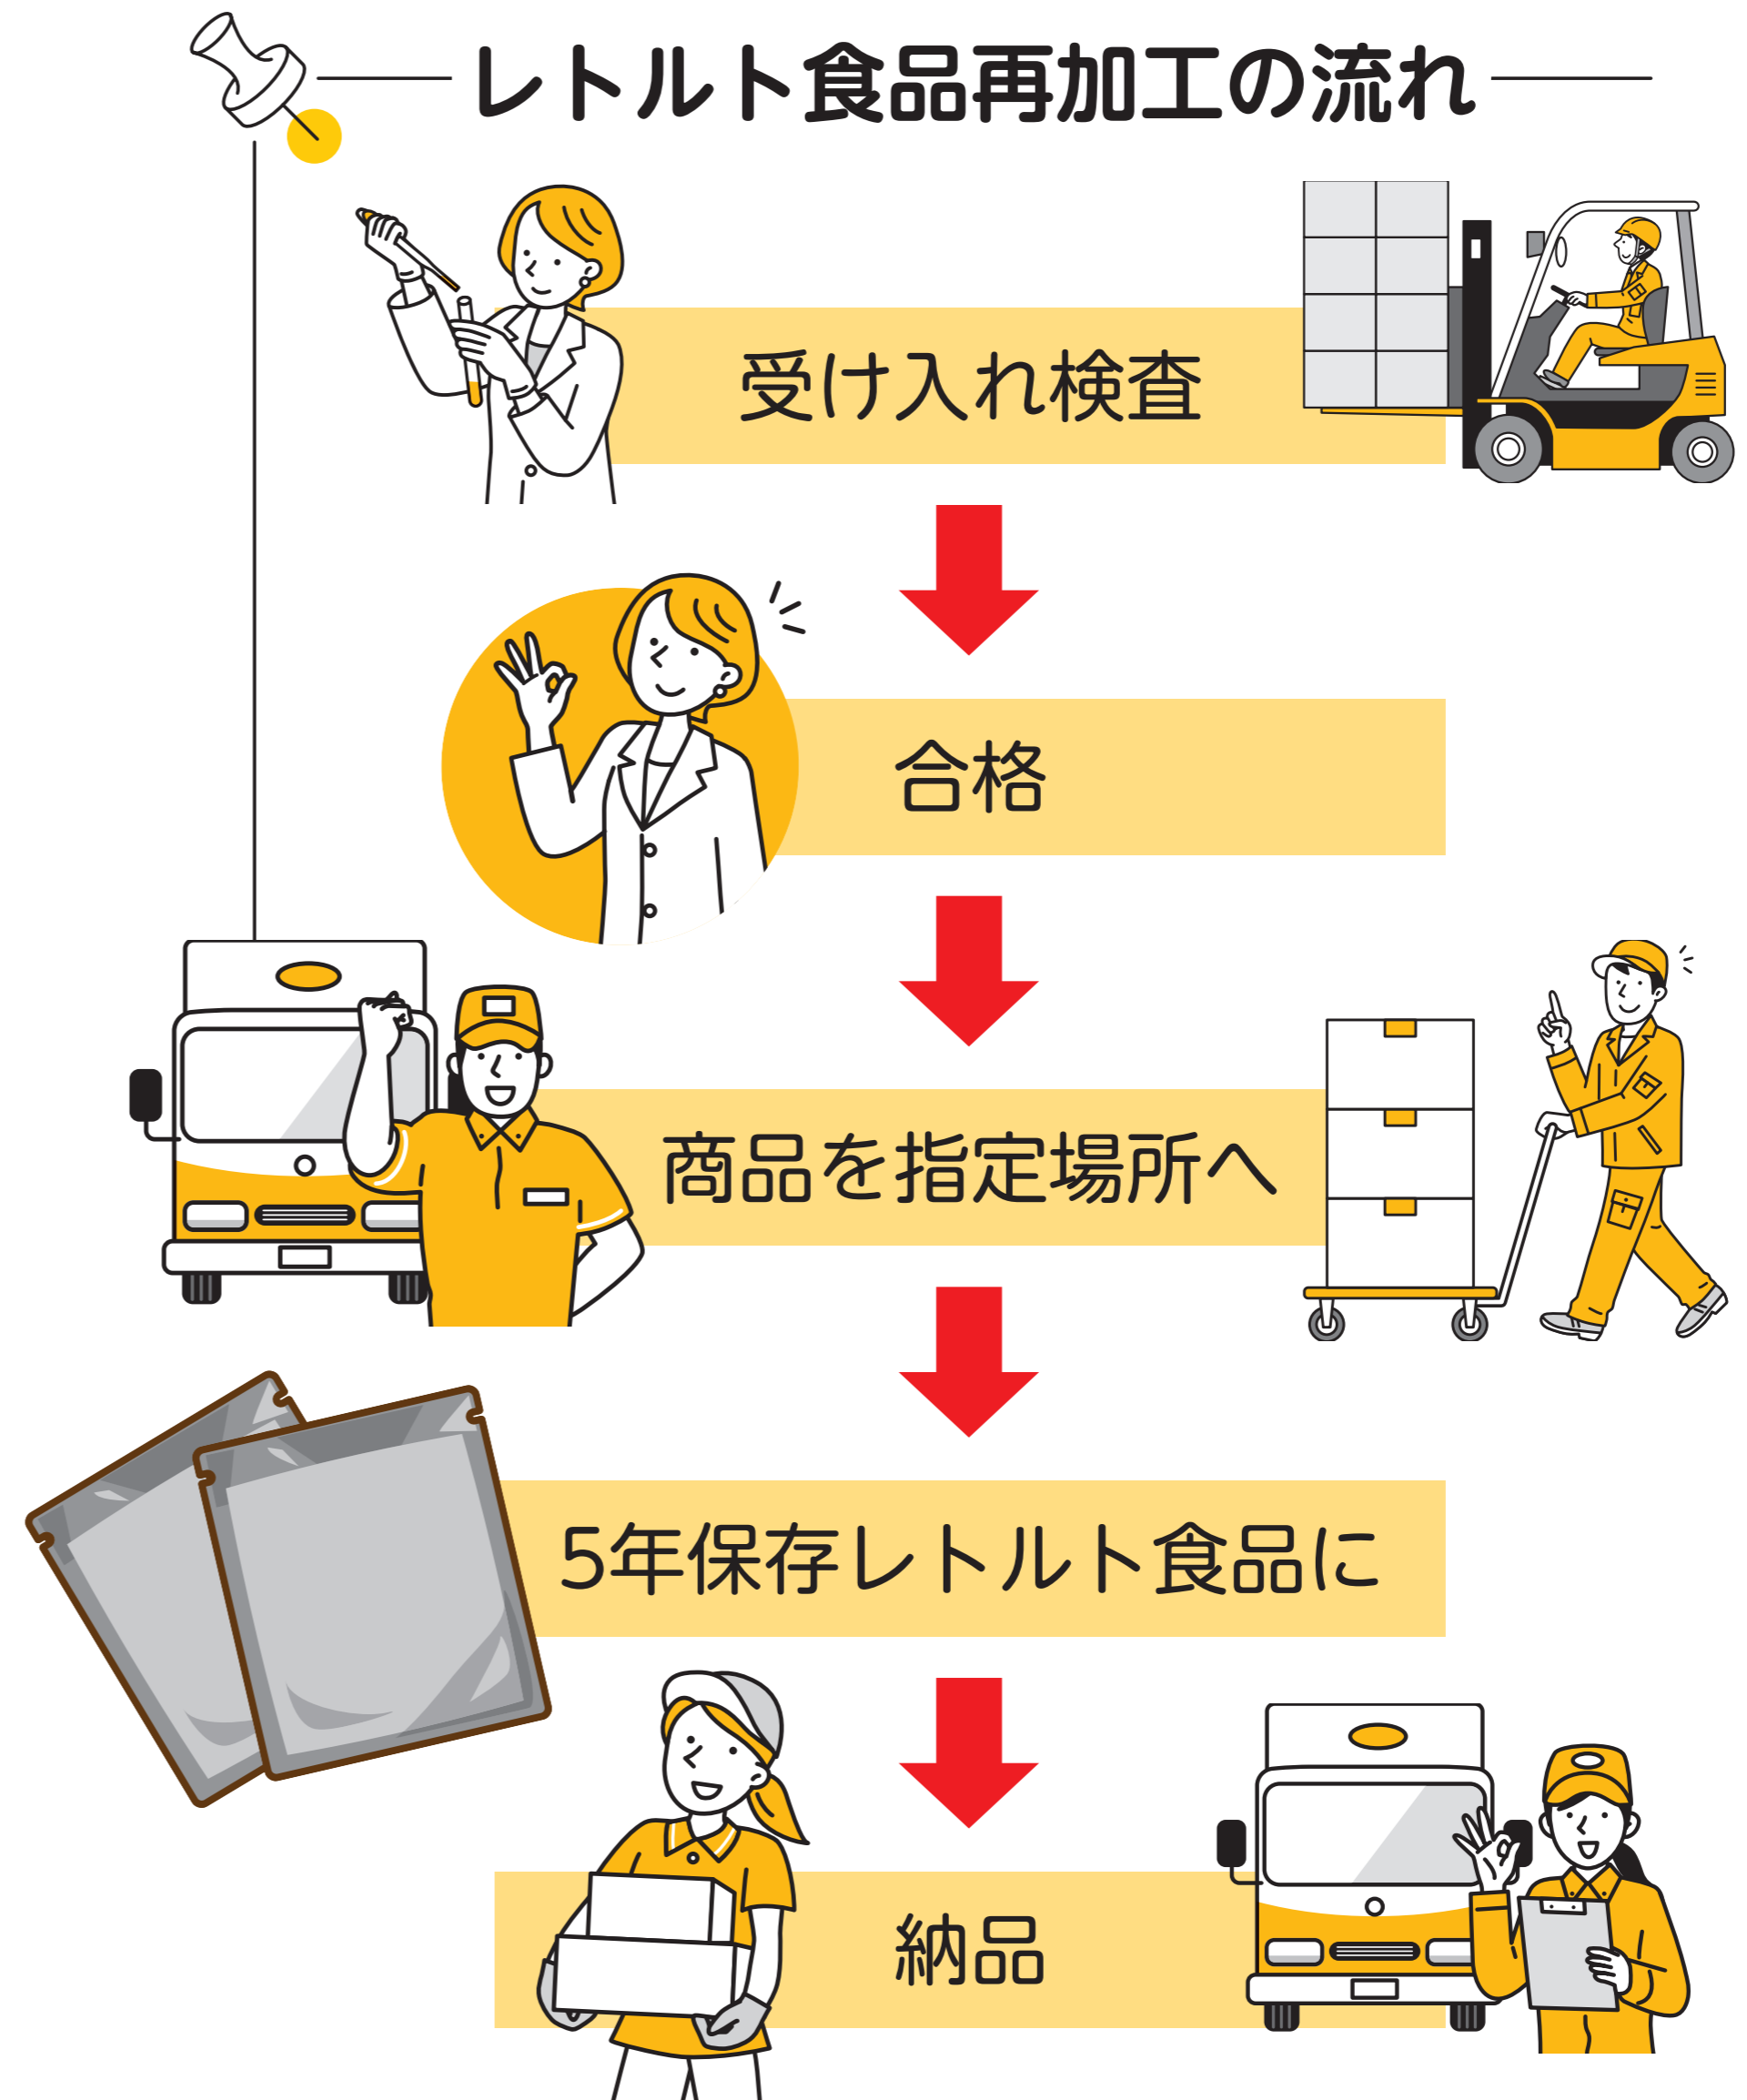 レトルト食品再加工の流れ
受け入れ検査
合格
商品を指定場所へ
5年保存レトルト食品に
納品